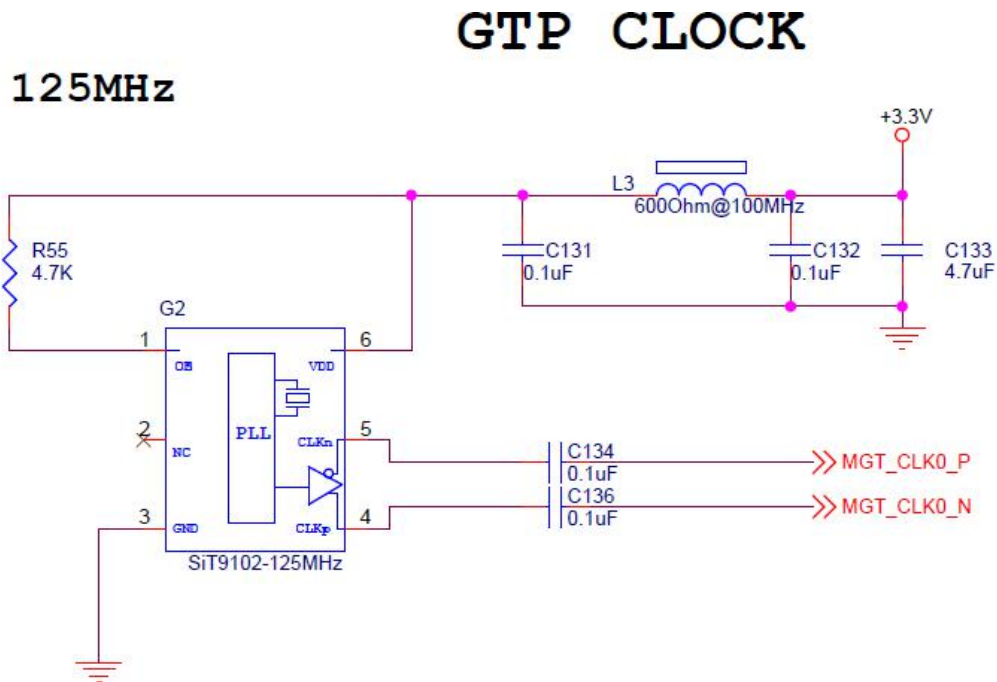 GTP CLOCK
125MHz
+3.3V
L3
600Ohm@100MHz
R55
4.7K
C131
0.1uF
C132
0.1uF
C133
4.7uF
G2
1
6
OE
VDD
PLL
2
NC
CLKn
5
C134
0.1uF
MGT_CLK0_P
C136
0.1uF
MGT_CLK0_N
3
GND
CLKp
4
SiT9102-125MHz